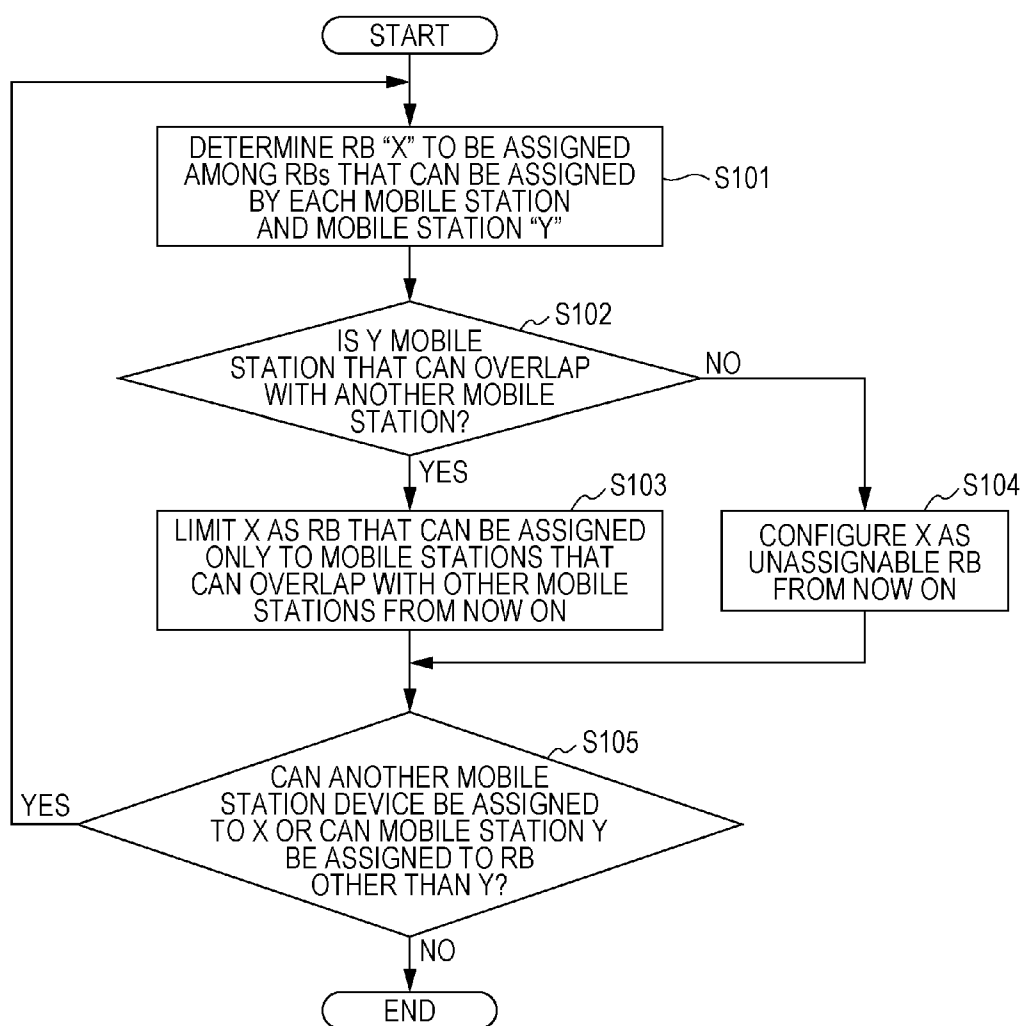 START
DETERMINE RB “X” TO BE ASSIGNED
AMONG RBs THAT CAN BE ASSIGNED
BY EACH MOBILE STATION
AND MOBILE STATION “Y”
S101
S102
IS Y MOBILE
STATION THAT CAN OVERLAP
WITH ANOTHER MOBILE
STATION?
NO
YES
S103
LIMIT X AS RB THAT CAN BE ASSIGNED
ONLY TO MOBILE STATIONS THAT
CAN OVERLAP WITH OTHER MOBILE
STATIONS FROM NOW ON
S104
CONFIGURE X AS
UNASSIGNABLE RB
FROM NOW ON
S105
CAN ANOTHER MOBILE
STATION DEVICE BE ASSIGNED
TO X OR CAN MOBILE STATION Y
BE ASSIGNED TO RB
OTHER THAN Y?
YES
NO
END